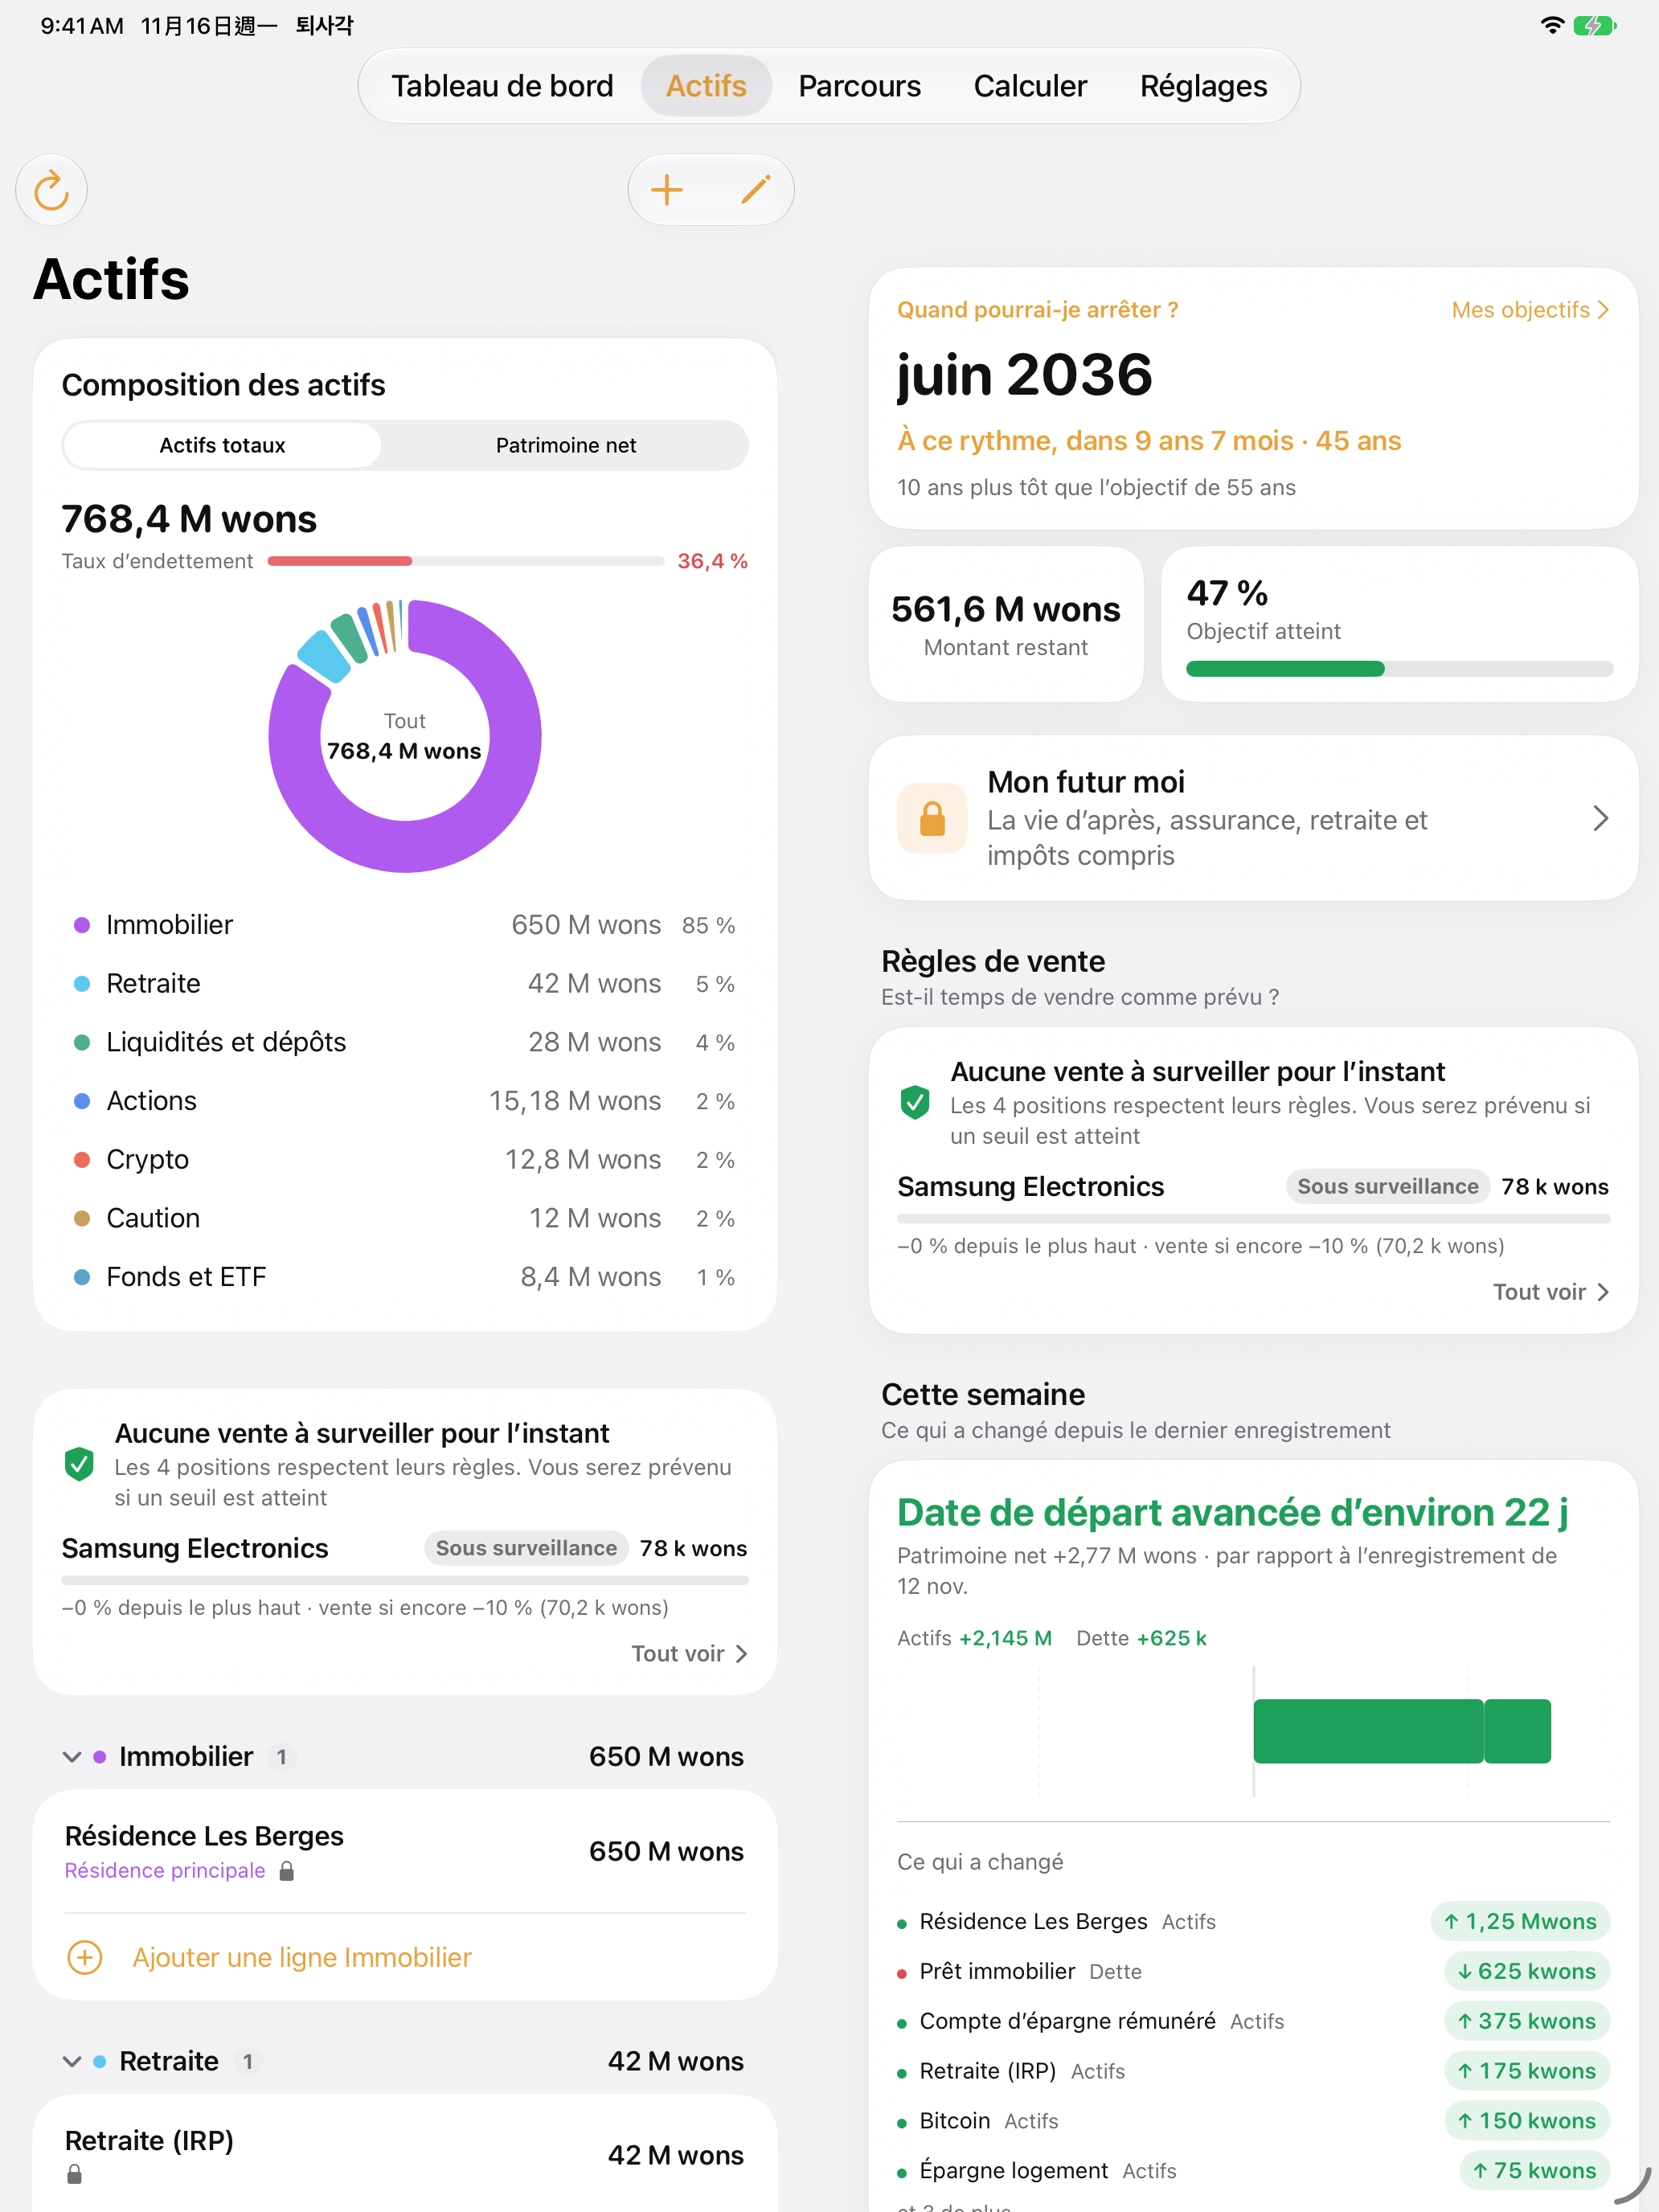 9:41 AM 11月16日週一 퇴사각
Tableau de bord
Actifs
Parcours
Calculer
Réglages
Actifs
Composition des actifs
Actifs totaux
Patrimoine net
768,4 M wons
Taux d’endettement
36,4 %
Tout
768,4 M wons
Immobilier 650 M wons 85 %
Retraite 42 M wons 5 %
Liquidités et dépôts 28 M wons 4 %
Actions 15,18 M wons 2 %
Crypto 12,8 M wons 2 %
Caution 12 M wons 2 %
Fonds et ETF 8,4 M wons 1 %
Aucune vente à surveiller pour l’instant
Les 4 positions respectent leurs règles. Vous serez prévenu
si un seuil est atteint
Samsung Electronics Sous surveillance 78 k wons
−0 % depuis le plus haut · vente si encore −10 % (70,2 k wons)
Tout voir
Immobilier 1 650 M wons
Résidence Les Berges
Résidence principale
650 M wons
Ajouter une ligne Immobilier
Retraite 1 42 M wons
Retraite (IRP)
42 M wons
Quand pourrai-je arrêter ?
Mes objectifs
juin 2036
À ce rythme, dans 9 ans 7 mois · 45 ans
10 ans plus tôt que l’objectif de 55 ans
561,6 M wons
Montant restant
47 %
Objectif atteint
Mon futur moi
La vie d’après, assurance, retraite et
impôts compris
Règles de vente
Est-il temps de vendre comme prévu ?
Aucune vente à surveiller pour l’instant
Les 4 positions respectent leurs règles. Vous serez prévenu si
un seuil est atteint
Samsung Electronics Sous surveillance 78 k wons
−0 % depuis le plus haut · vente si encore −10 % (70,2 k wons)
Tout voir
Cette semaine
Ce qui a changé depuis le dernier enregistrement
Date de départ avancée d’environ 22 j
Patrimoine net +2,77 M wons · par rapport à l’enregistrement de
12 nov.
Actifs +2,145 M Dette +625 k
Ce qui a changé
Résidence Les Berges Actifs ↑ 1,25 Mwons
Prêt immobilier Dette ↓ 625 kwons
Compte d’épargne rémunéré Actifs ↑ 375 kwons
Retraite (IRP) Actifs ↑ 175 kwons
Bitcoin Actifs ↑ 150 kwons
Épargne logement Actifs ↑ 75 kwons